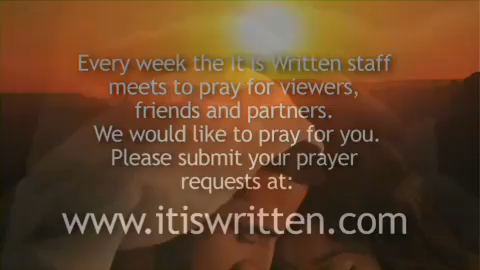 Every week the It Is Written staff
meets to pray for viewers,
friends and partners.
We would like to pray for you.
Please submit your prayer
requests at:
www.itiswritten.com